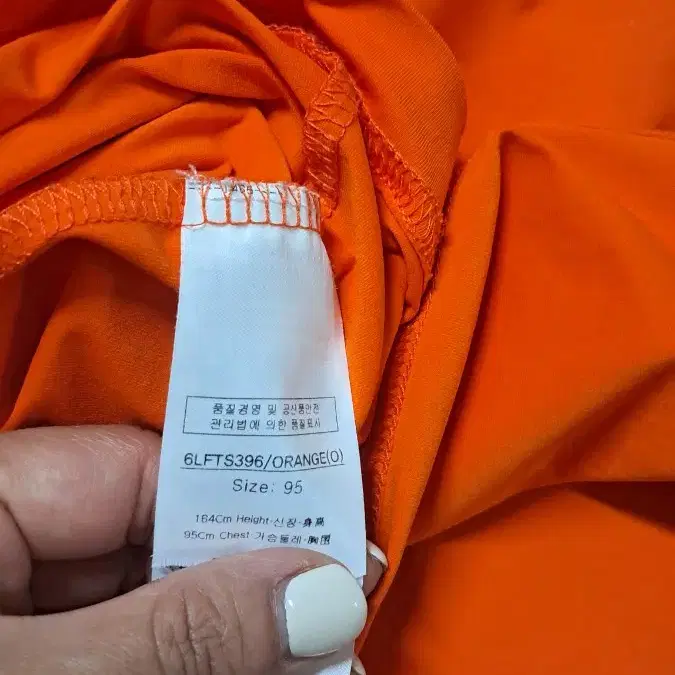 품질경영 및 공산품안전
관리법에 의한 품질표시
6LFTS396/ORANGE(O)
Size: 95
164Cm Height·신장·身高
95Cm Chest·가슴둘레·胸围